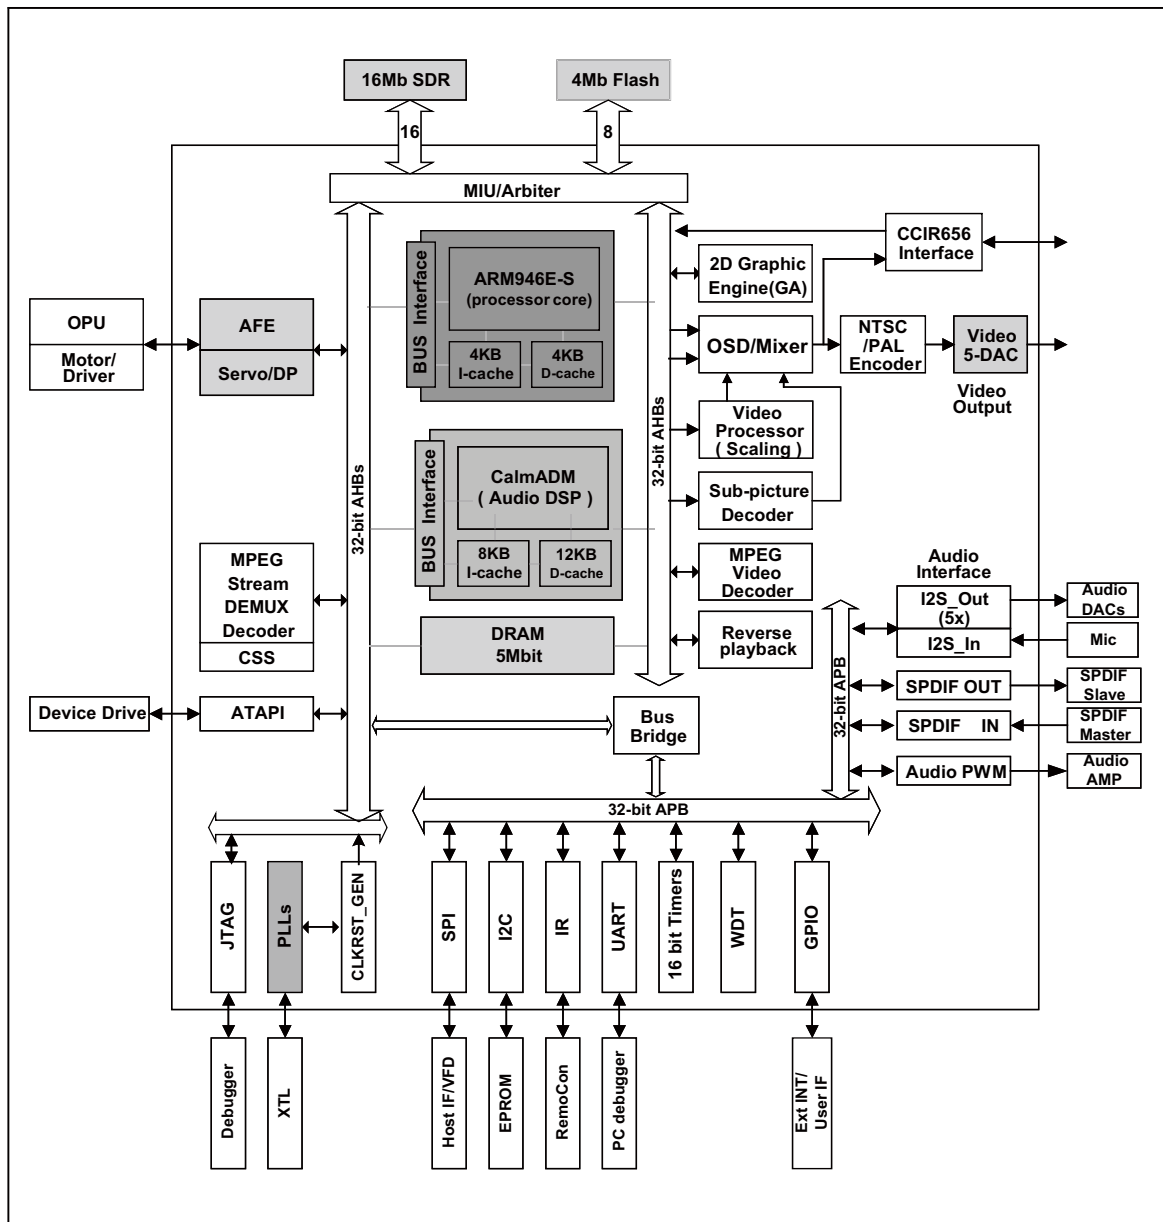 16Mb SDR
4Mb Flash
16
8
MIU/Arbiter
32-bit AHBs
32-bit AHBs
BUS Interface
ARM946E-S
(processor core)
4KB
I-cache
4KB
D-cache
BUS Interface
CalmADM
( Audio DSP )
8KB
I-cache
12KB
D-cache
DRAM
5Mbit
OPU
Motor/
Driver
AFE
Servo/DP
MPEG
Stream
DEMUX
Decoder
CSS
Device Drive
ATAPI
CCIR656
Interface
2D Graphic
Engine(GA)
OSD/Mixer
NTSC
/PAL
Encoder
Video
5-DAC
Video
Output
Video
Processor
( Scaling )
Sub-picture
Decoder
MPEG
Video
Decoder
Reverse
playback
Bus
Bridge
Audio
Interface
I2S_Out
(5x)
I2S_In
Audio
DACs
Mic
SPDIF OUT
SPDIF
Slave
SPDIF IN
SPDIF
Master
Audio PWM
Audio
AMP
32-bit APB
32-bit APB
JTAG
PLLs
CLKRST_GEN
SPI
I2C
IR
UART
16 bit Timers
WDT
GPIO
Debugger
XTL
Host IF/VFD
EPROM
RemoCon
PC debugger
Ext INT/
User IF